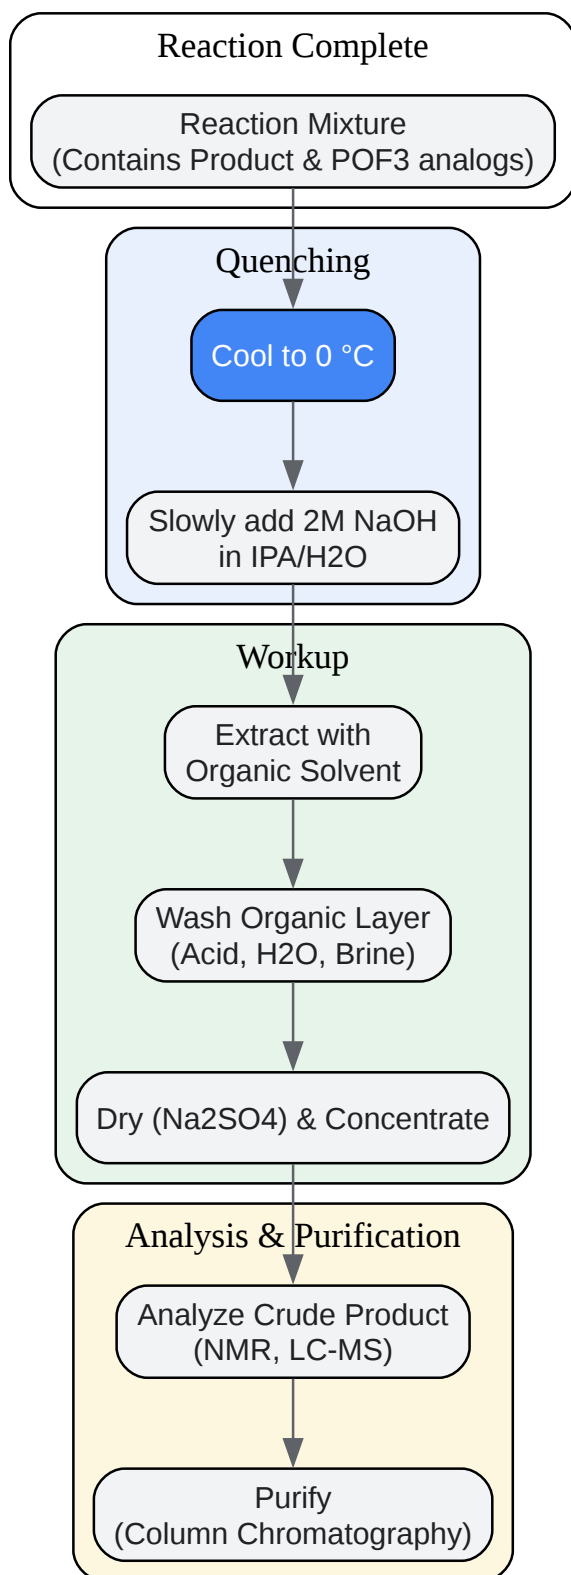 Reaction Complete
Reaction Mixture
(Contains Product & POF3 analogs)
Quenching
Cool to 0 °C
Slowly add 2M NaOH
in IPA/H2O
Workup
Extract with
Organic Solvent
Wash Organic Layer
(Acid, H2O, Brine)
Dry (Na2SO4) & Concentrate
Analysis & Purification
Analyze Crude Product
(NMR, LC-MS)
Purify
(Column Chromatography)